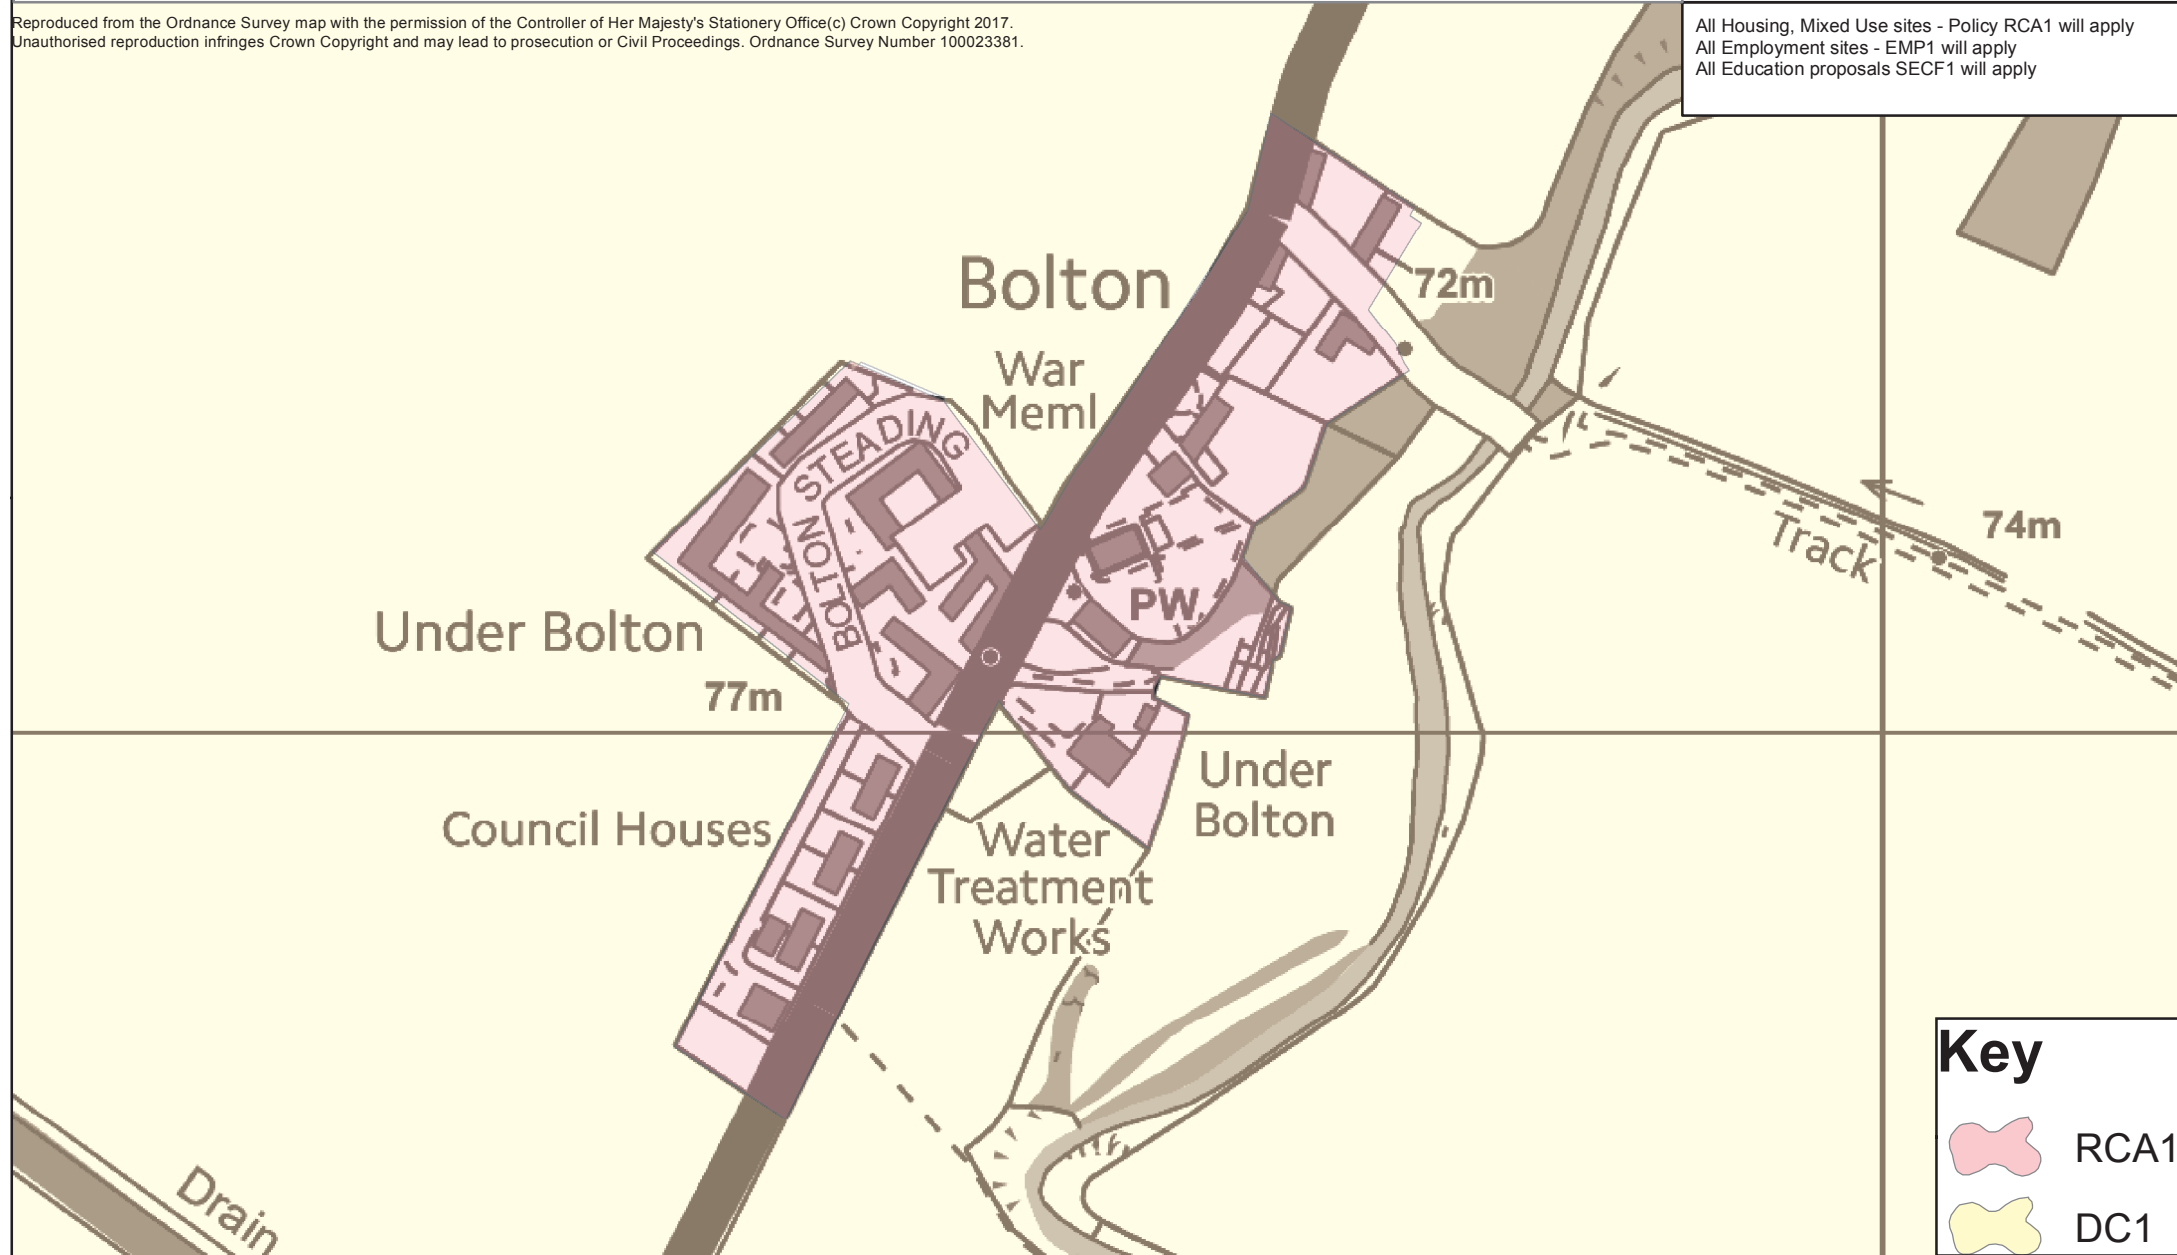 Reproduced from the Ordnance Survey map with the permission of the Controller of Her Majesty's Stationery Office(c) Crown Copyright 2017.
Unauthorised reproduction infringes Crown Copyright and may lead to prosecution or Civil Proceedings. Ordnance Survey Number 100023381.
All Housing, Mixed Use sites - Policy RCA1 will apply
All Employment sites - EMP1 will apply
All Education proposals SECF1 will apply
Bolton
72m
War
Meml
BOLTON STEADING
74m
Track
PW
Under Bolton
77m
Under
Bolton
Council Houses
Water
Treatment
Works
Drain
Key
RCA1
DC1